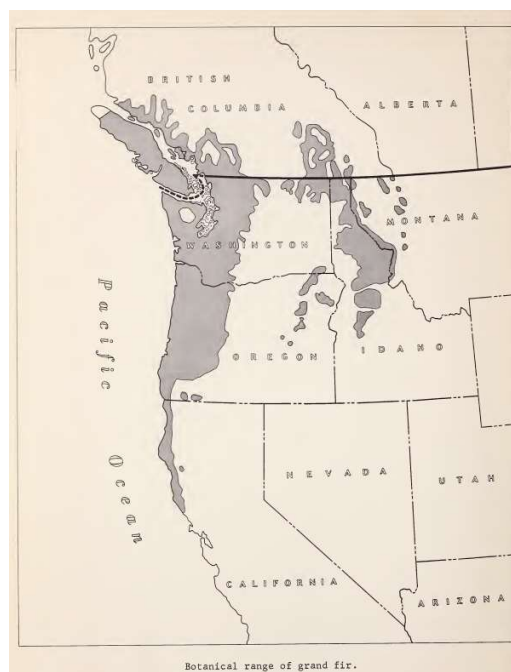 BRITISH
COLUMBIA
ALBERTA
MONTANA
WASHINGTON
Pacific Ocean
OREGON
IDAHO
NEVADA
UTAH
CALIFORNIA
ARIZONA
Botanical range of grand fir.